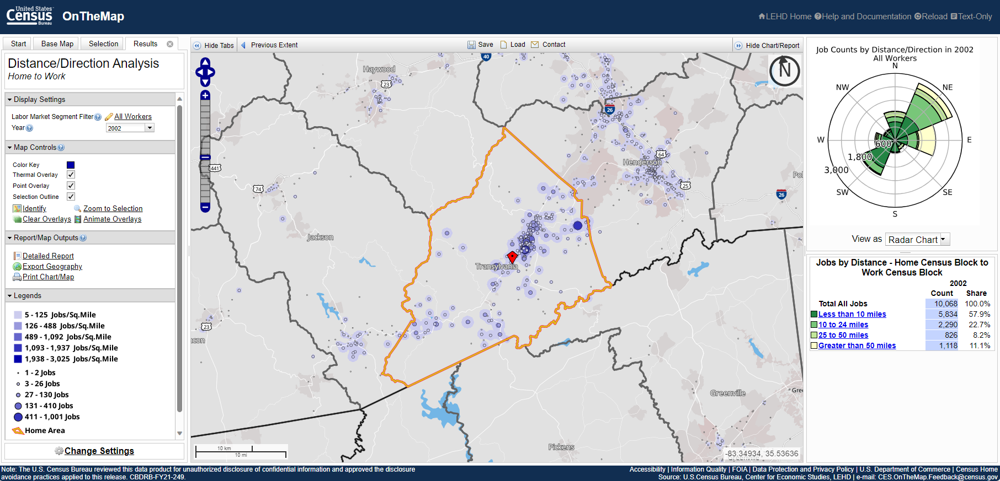 United States
Census
Bureau
OnTheMap
LEHD Home Help and Documentation Reload Text-Only
Start Base Map Selection Results
Distance/Direction Analysis
Home to Work
Display Settings
Labor Market Segment Filter All Workers
Year 2002
Map Controls
Color Key
Thermal Overlay
Point Overlay
Selection Outline
Identify Zoom to Selection
Clear Overlays Animate Overlays
Report/Map Outputs
Detailed Report
Export Geography
Print Chart/Map
Legends
5 - 125 Jobs/Sq.Mile
126 - 488 Jobs/Sq.Mile
489 - 1,092 Jobs/Sq.Mile
1,093 - 1,937 Jobs/Sq.Mile
1,938 - 3,025 Jobs/Sq.Mile
1 - 2 Jobs
3 - 26 Jobs
27 - 130 Jobs
131 - 410 Jobs
411 - 1,001 Jobs
Home Area
Change Settings
Hide Tabs Previous Extent Save Load Contact Hide Chart/Report
40
Haywood
23
N
26
441
64
Henderson
74
25
Pol
26
Jackson
Transylvania
23
acon
Greenville
Gree
Pickens
10 km
10 mi
-83.34934, 35.53636
Job Counts by Distance/Direction in 2002
All Workers
N
NW NE
W E
600
1,800
3,000
SW SE
S
View as Radar Chart
Jobs by Distance - Home Census Block to
Work Census Block
2002
Count Share
Total All Jobs 10,068 100.0%
Less than 10 miles 5,834 57.9%
10 to 24 miles 2,290 22.7%
25 to 50 miles 826 8.2%
Greater than 50 miles 1,118 11.1%
Note: The U.S. Census Bureau reviewed this data product for unauthorized disclosure of confidential information and approved the disclosure
avoidance practices applied to this release. CBDRB-FY21-249.
Accessibility | Information Quality | FOIA | Data Protection and Privacy Policy | U.S. Department of Commerce | Census Home
Source: U.S.Census Bureau, Center for Economic Studies, LEHD | e-mail: CES.OnTheMap.Feedback@census.gov